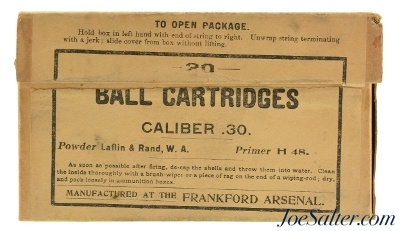 TO OPEN PACKAGE.
Hold box in left hand with end of string to right. Unwrap string terminating
with a jerk; slide cover from box without lifting.
20
BALL CARTRIDGES
CALIBER .30.
Powder Laflin & Rand, W. A. Primer H 48.
As soon as possible after firing, de-cap the shells and throw them into water. Clean
the inside thoroughly with a brush-wiper or a piece of rag on the end of a wiping-rod; dry,
and pack loosely in ammunition boxes.
MANUFACTURED AT THE FRANKFORD ARSENAL.
JoeSalter.com